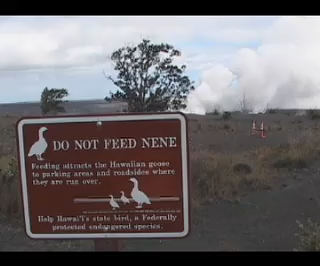 DO NOT FEED NENE
Feeding attracts the Hawaiian goose
to parking areas and roadsides where
they are run over.
Help Hawai'i's state bird, a Federally
protected endangered species.